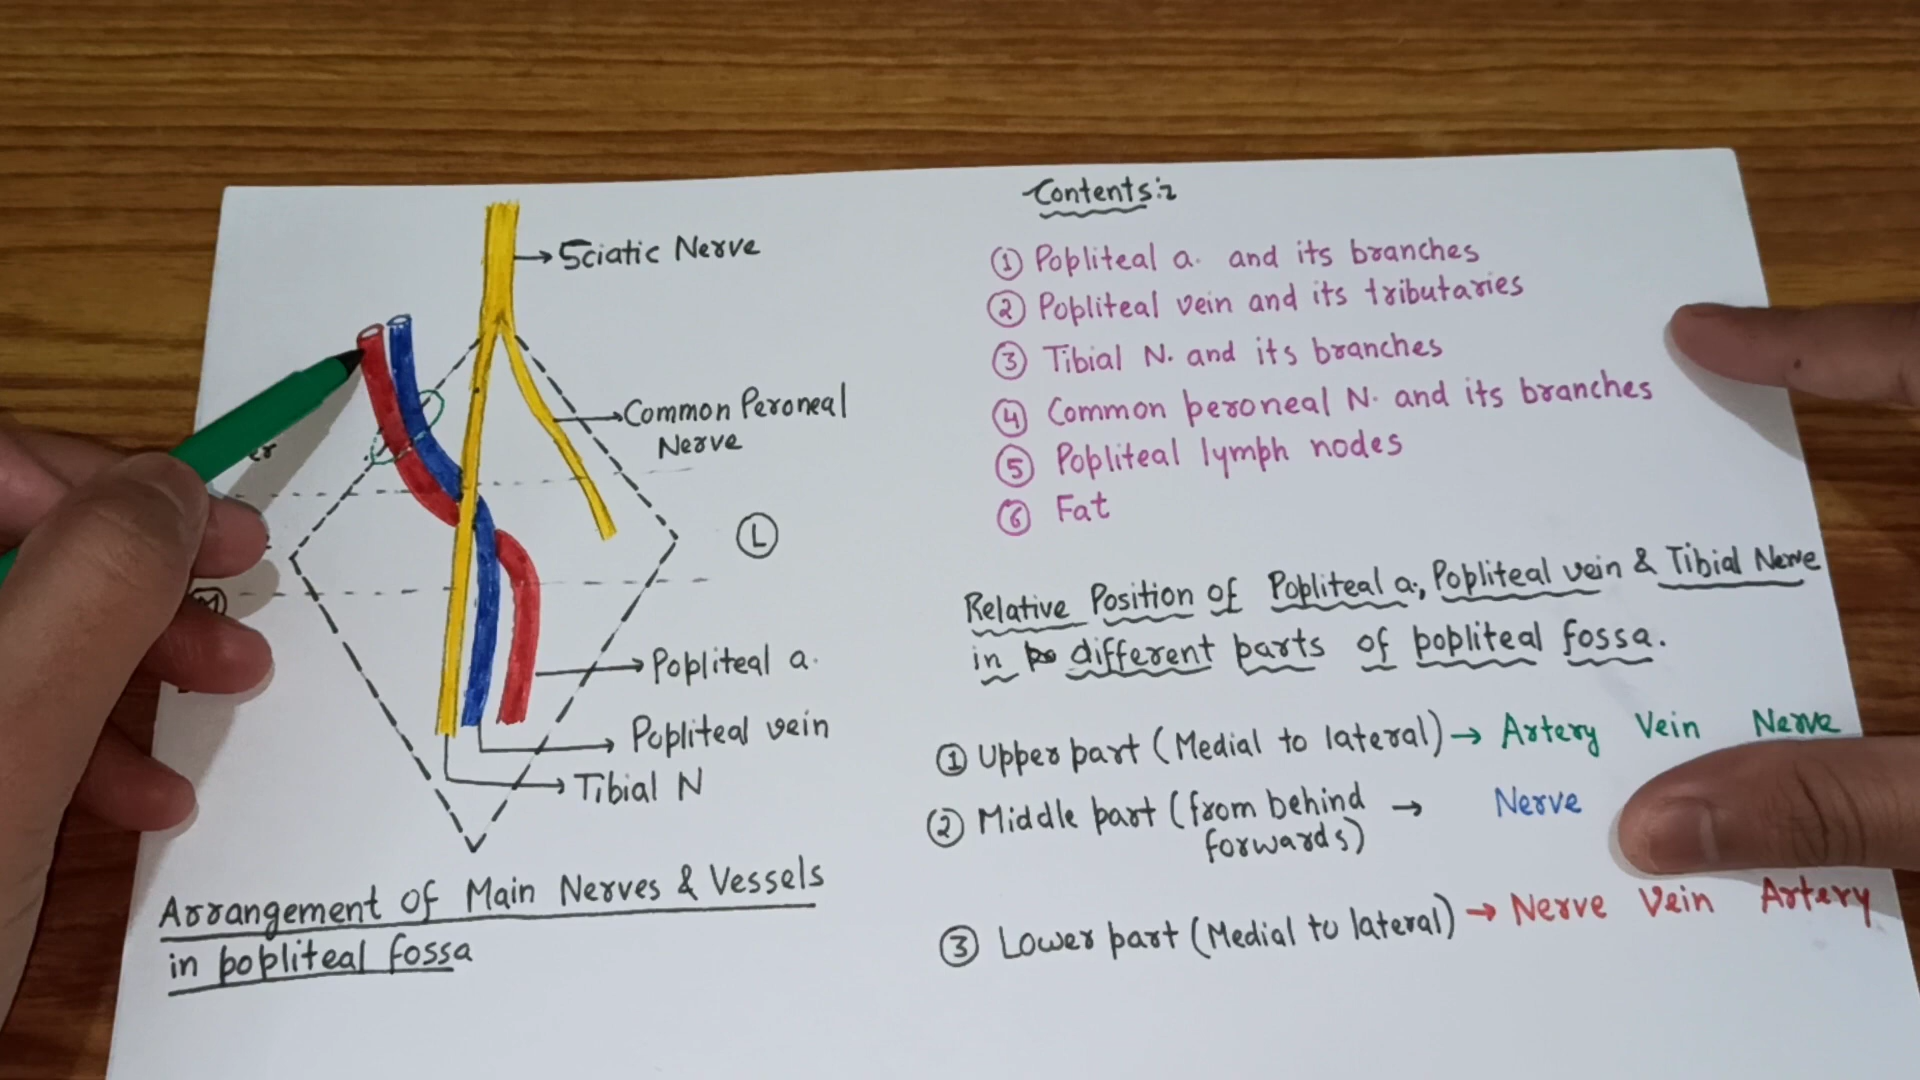 Sciatic Nerve
Common Peroneal
Nerve
er
L
M
Popliteal a.
Popliteal vein
Tibial N
Arrangement of Main Nerves & Vessels
in popliteal fossa
Contents:-
① Popliteal a. and its branches
② Popliteal vein and its tributaries
③ Tibial N. and its branches
④ Common peroneal N. and its branches
⑤ Popliteal lymph nodes
⑥ Fat
Relative Position of Popliteal a., Popliteal vein & Tibial Nerve
in different parts of popliteal fossa.
① Upper part (Medial to lateral) → Artery Vein Nerve
② Middle part (from behind → Nerve
forwards)
③ Lower part (Medial to lateral) → Nerve Vein Artery